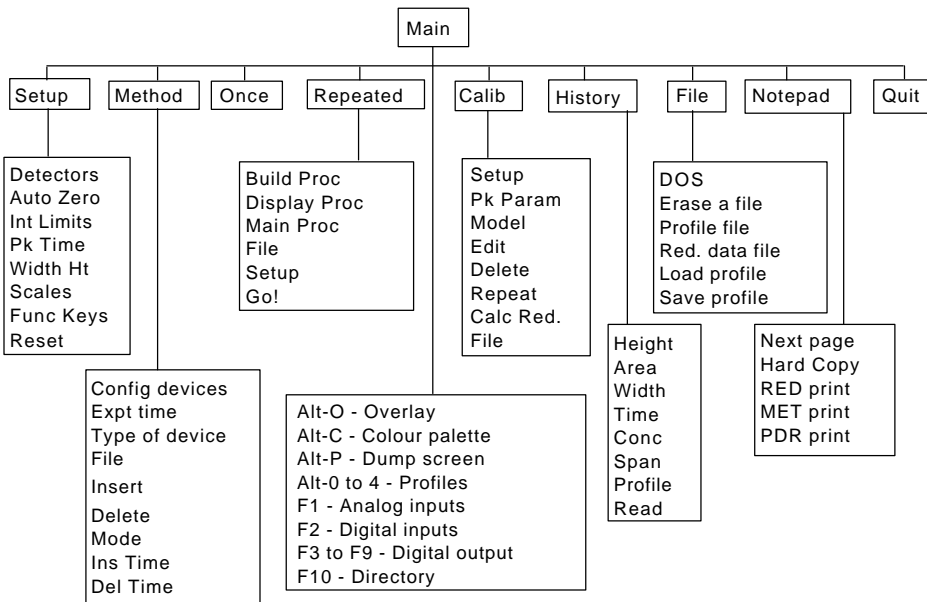 Main
Setup
Method
Once
Repeated
Calib
History
File
Notepad
Quit
Detectors
Auto Zero
Int Limits
Pk Time
Width Ht
Scales
Func Keys
Reset
Config devices
Expt time
Type of device
File
Insert
Delete
Mode
Ins Time
Del Time
Build Proc
Display Proc
Main Proc
File
Setup
Go!
Alt-O - Overlay
Alt-C - Colour palette
Alt-P - Dump screen
Alt-0 to 4 - Profiles
F1 - Analog inputs
F2 - Digital inputs
F3 to F9 - Digital output
F10 - Directory
Setup
Pk Param
Model
Edit
Delete
Repeat
Calc Red.
File
Height
Area
Width
Time
Conc
Span
Profile
Read
DOS
Erase a file
Profile file
Red. data file
Load profile
Save profile
Next page
Hard Copy
RED print
MET print
PDR print